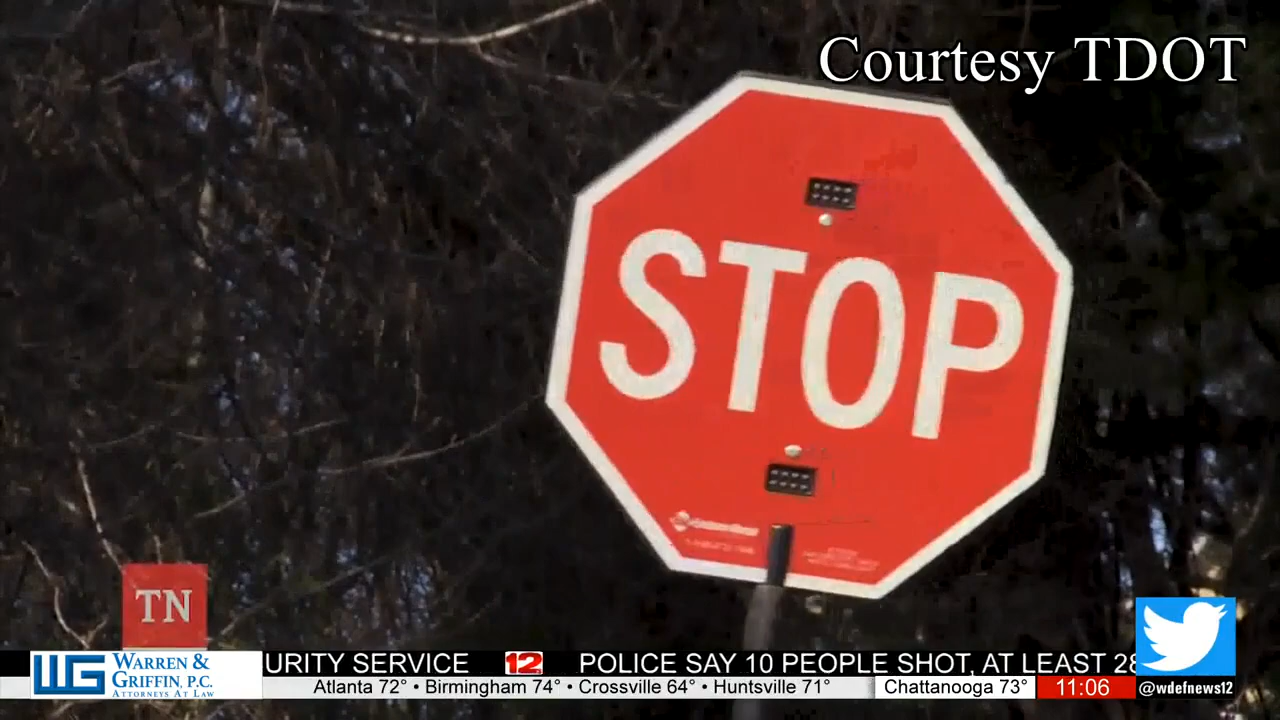 Courtesy TDOT
STOP
TN
WARREN &
GRIFFIN, P.C.
ATTORNEYS AT LAW
URITY SERVICE 12 POLICE SAY 10 PEOPLE SHOT, AT LEAST 28
Atlanta 72° • Birmingham 74° • Crossville 64° • Huntsville 71° Chattanooga 73° 11:06
@wdefnews12